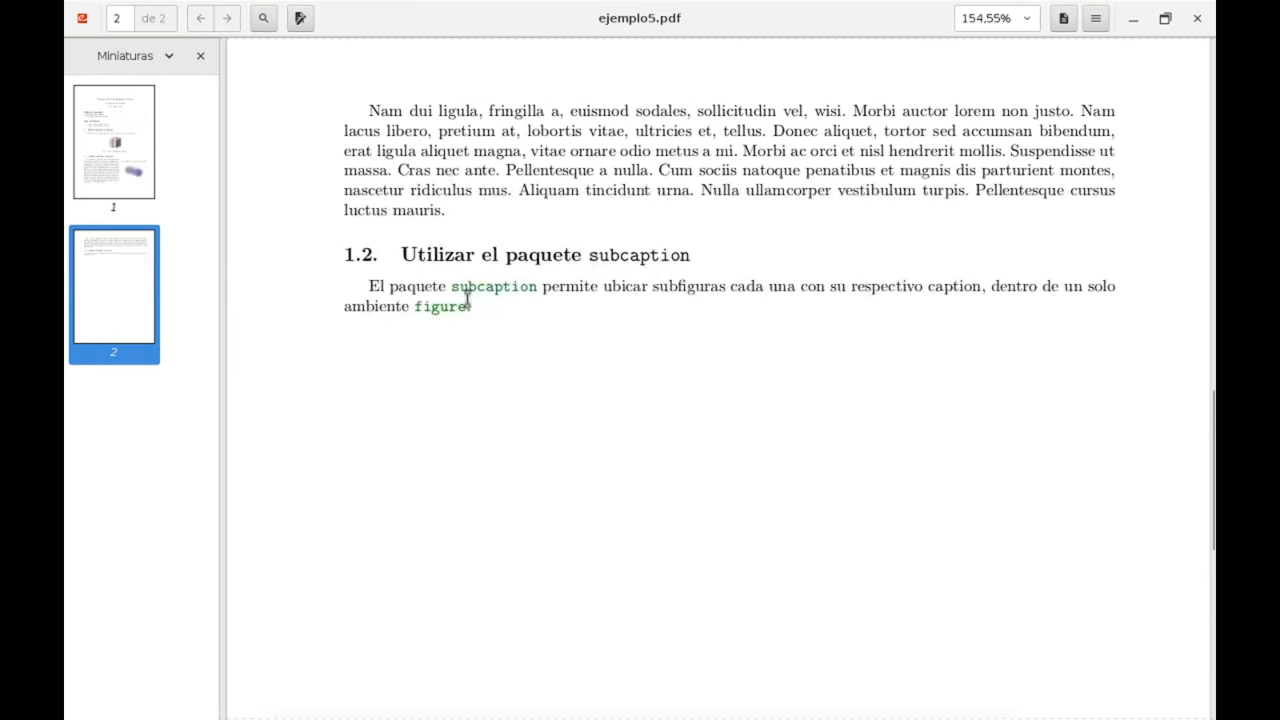 2 de 2 ejemplo5.pdf 154,55%
Miniaturas
1
2
Nam dui ligula, fringilla a, euismod sodales, sollicitudin vel, wisi. Morbi auctor lorem non justo. Nam
lacus libero, pretium at, lobortis vitae, ultricies et, tellus. Donec aliquet, tortor sed accumsan bibendum,
erat ligula aliquet magna, vitae ornare odio metus a mi. Morbi ac orci et nisl hendrerit mollis. Suspendisse ut
massa. Cras nec ante. Pellentesque a nulla. Cum sociis natoque penatibus et magnis dis parturient montes,
nascetur ridiculus mus. Aliquam tincidunt urna. Nulla ullamcorper vestibulum turpis. Pellentesque cursus
luctus mauris.
1.2. Utilizar el paquete subcaption
El paquete subcaption permite ubicar subfiguras cada una con su respectivo caption, dentro de un solo
ambiente figure.